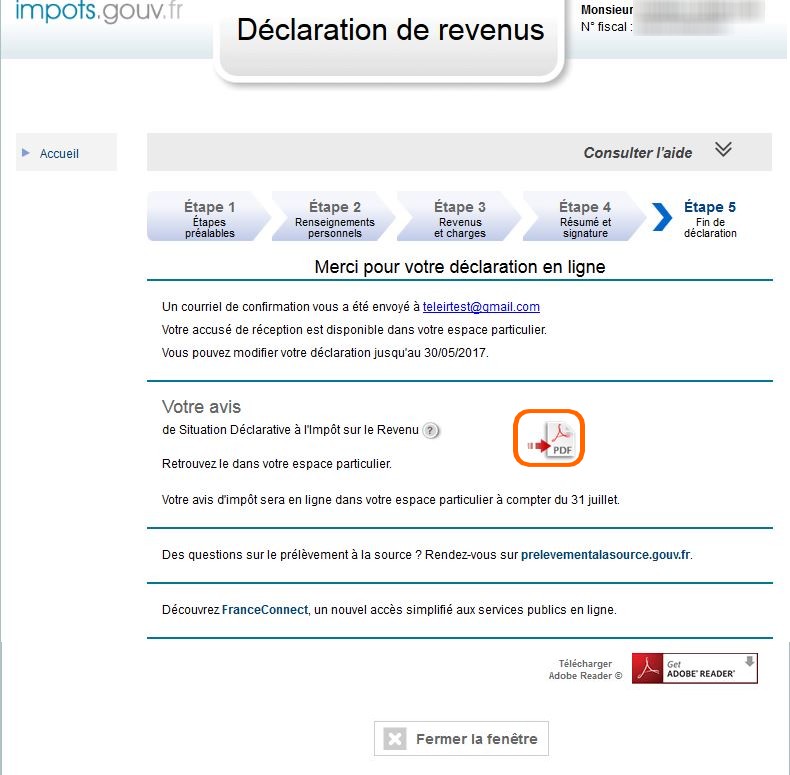 impots.gouv.fr
Déclaration de revenus
Monsieur
N° fiscal :
Accueil
Consulter l'aide
Étape 1
Étapes
préalables
Étape 2
Renseignements
personnels
Étape 3
Revenus
et charges
Étape 4
Résumé et
signature
Étape 5
Fin de
déclaration
Merci pour votre déclaration en ligne
Un courriel de confirmation vous a été envoyé à teleirtest@gmail.com
Votre accusé de réception est disponible dans votre espace particulier.
Vous pouvez modifier votre déclaration jusqu'au 30/05/2017.
Votre avis
de Situation Déclarative à l'Impôt sur le Revenu ?
PDF
Retrouvez le dans votre espace particulier.
Votre avis d'impôt sera en ligne dans votre espace particulier à compter du 31 juillet.
Des questions sur le prélèvement à la source ? Rendez-vous sur prelevementalasource.gouv.fr.
Découvrez FranceConnect, un nouvel accès simplifié aux services publics en ligne.
Télécharger
Adobe Reader ©
Get
ADOBE® READER®
Fermer la fenêtre